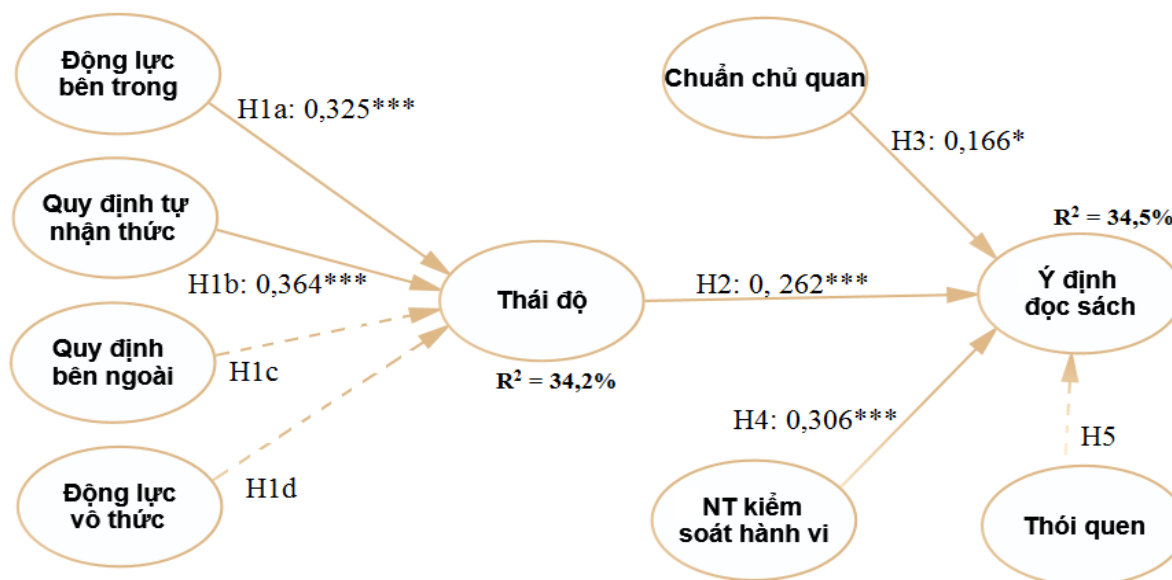 Động lực
bên trong
H1a: 0,325***
Quy định tự
nhận thức
H1b: 0,364***
Quy định
bên ngoài
H1c
Động lực
vô thức
H1d
Thái độ
R² = 34,2%
Chuẩn chủ quan
H3: 0,166*
R² = 34,5%
H2: 0, 262***
Ý định
đọc sách
H4: 0,306***
NT kiểm
soát hành vi
H5
Thói quen